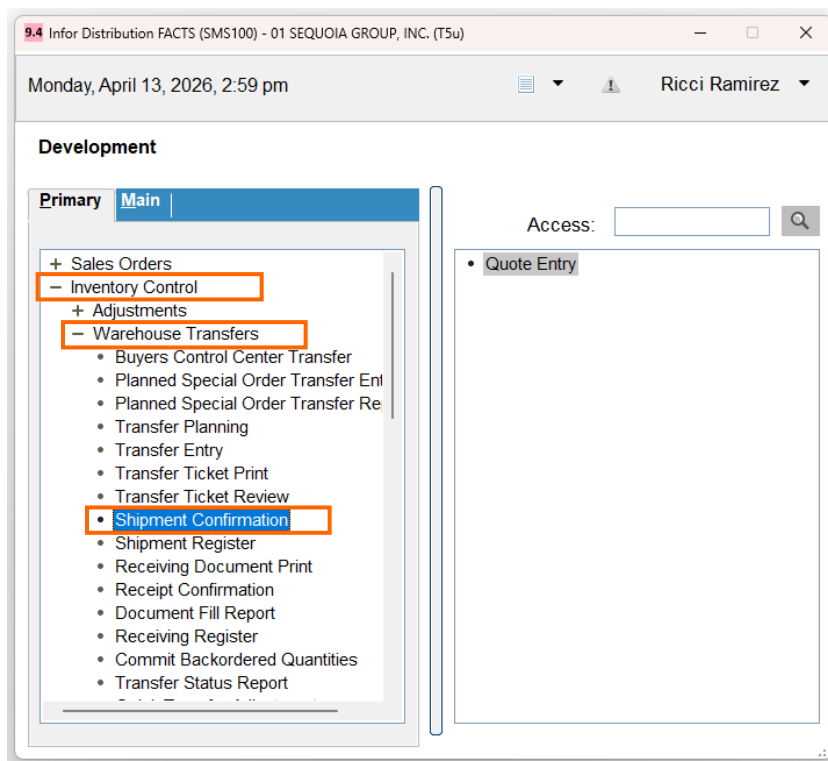 9.4 Infor Distribution FACTS (SMS100) - 01 SEQUOIA GROUP, INC. (T5u)
Monday, April 13, 2026, 2:59 pm
Ricci Ramirez
Development
Primary Main
Access:
Sales Orders
Inventory Control
Adjustments
Warehouse Transfers
Buyers Control Center Transfer
Planned Special Order Transfer Ent
Planned Special Order Transfer Re
Transfer Planning
Transfer Entry
Transfer Ticket Print
Transfer Ticket Review
Shipment Confirmation
Shipment Register
Receiving Document Print
Receipt Confirmation
Document Fill Report
Receiving Register
Commit Backordered Quantities
Transfer Status Report
Quote Entry